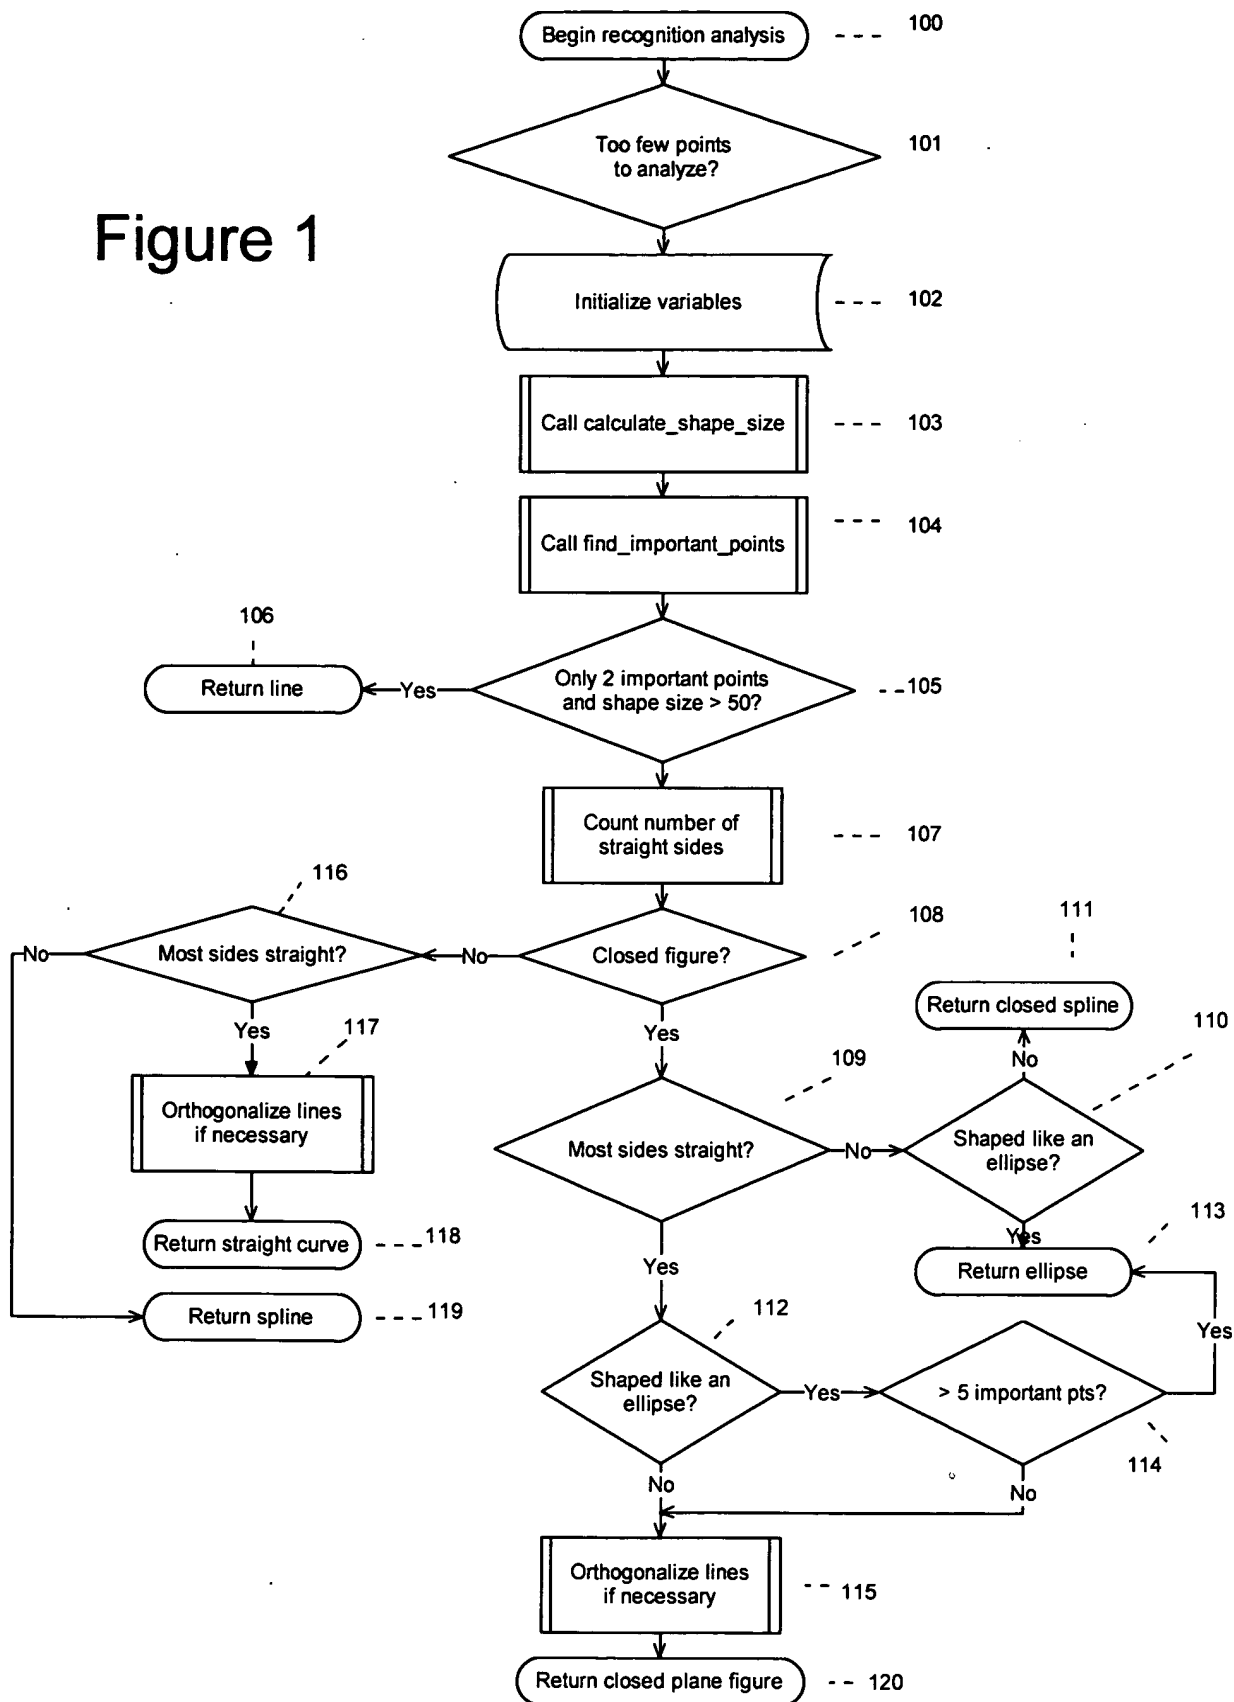 Begin recognition analysis
100
Too few points
to analyze?
101
Figure 1
Initialize variables
102
Call calculate_shape_size
103
Call find_important_points
104
106
Return line
Yes
Only 2 important points
and shape size > 50?
105
Count number of
straight sides
107
116
108
111
No
Most sides straight?
No
Closed figure?
Return closed spline
110
Yes
117
Yes
109
No
Orthogonalize lines
if necessary
Most sides straight?
No
Shaped like an
ellipse?
113
Return straight curve
118
Yes
Yes
Return ellipse
Return spline
119
112
Yes
Shaped like an
ellipse?
Yes
> 5 important pts?
114
No
No
Orthogonalize lines
if necessary
115
Return closed plane figure
120